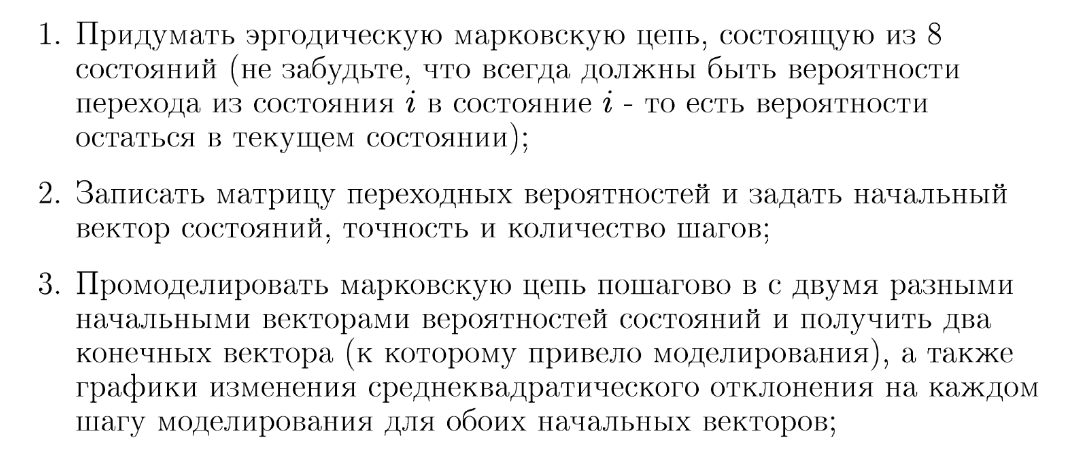 1. Придумать эргодическую марковскую цепь, состоящую из 8
состояний (не забудьте, что всегда должны быть вероятности
перехода из состояния i в состояние i - то есть вероятности
остаться в текущем состоянии);
2. Записать матрицу переходных вероятностей и задать начальный
вектор состояний, точность и количество шагов;
3. Промоделировать марковскую цепь пошагово в с двумя разными
начальными векторами вероятностей состояний и получить два
конечных вектора (к которому привело моделирования), а также
графики изменения среднеквадратического отклонения на каждом
шагу моделирования для обоих начальных векторов;